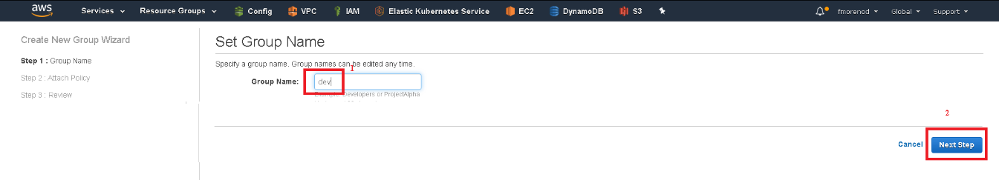 aws Services Resource Groups Config VPC IAM Elastic Kubernetes Service EC2 DynamoDB S3 fmorenod Global Support
Create New Group Wizard
Step 1 : Group Name
Step 2 : Attach Policy
Step 3 : Review
Set Group Name
Specify a group name. Group names can be edited any time.
1
Group Name: dev
Example: Developers or ProjectAlpha
2
Cancel Next Step